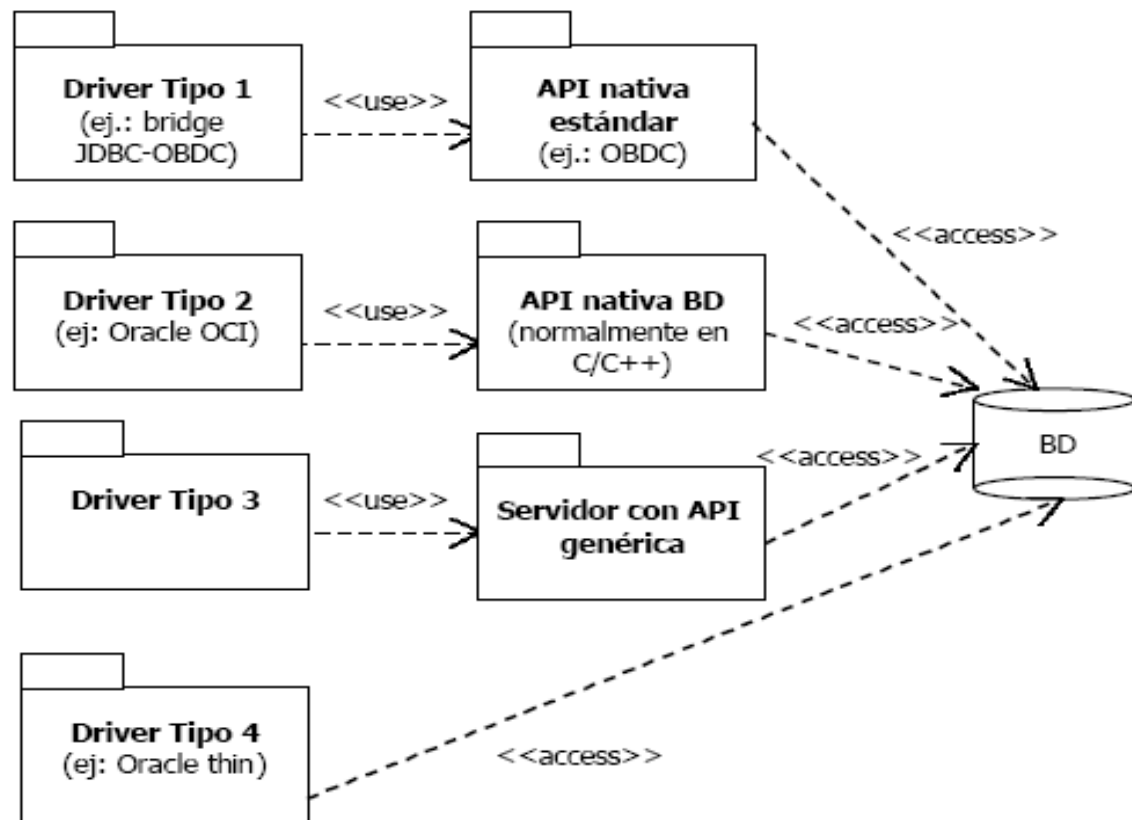 Driver Tipo 1
(ej.: bridge
JDBC-OBDC)
<<use>>
API nativa
estándar
(ej.: OBDC)
<<access>>
Driver Tipo 2
(ej: Oracle OCI)
<<use>>
API nativa BD
(normalmente en
C/C++)
<<access>>
BD
Driver Tipo 3
<<use>>
Servidor con API
genérica
<<access>>
Driver Tipo 4
(ej: Oracle thin)
<<access>>